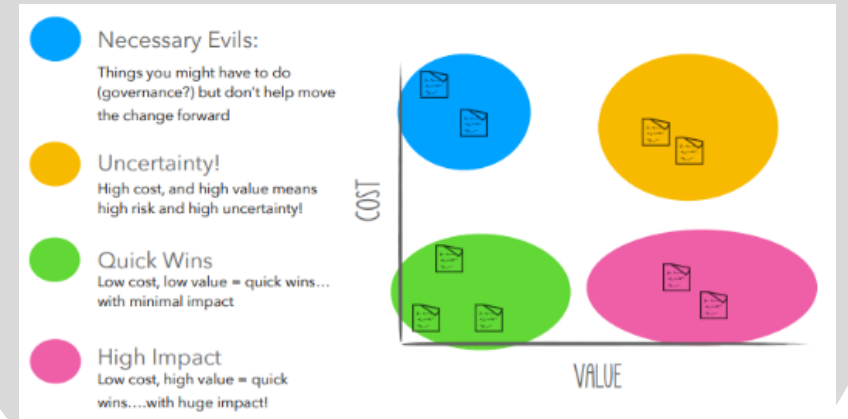 Necessary Evils:
Things you might have to do
(governance?) but don't help move
the change forward
Uncertainty!
High cost, and high value means
high risk and high uncertainty!
Quick Wins
Low cost, low value = quick wins...
with minimal impact
High Impact
Low cost, high value = quick
wins....with huge impact!
COST
VALUE